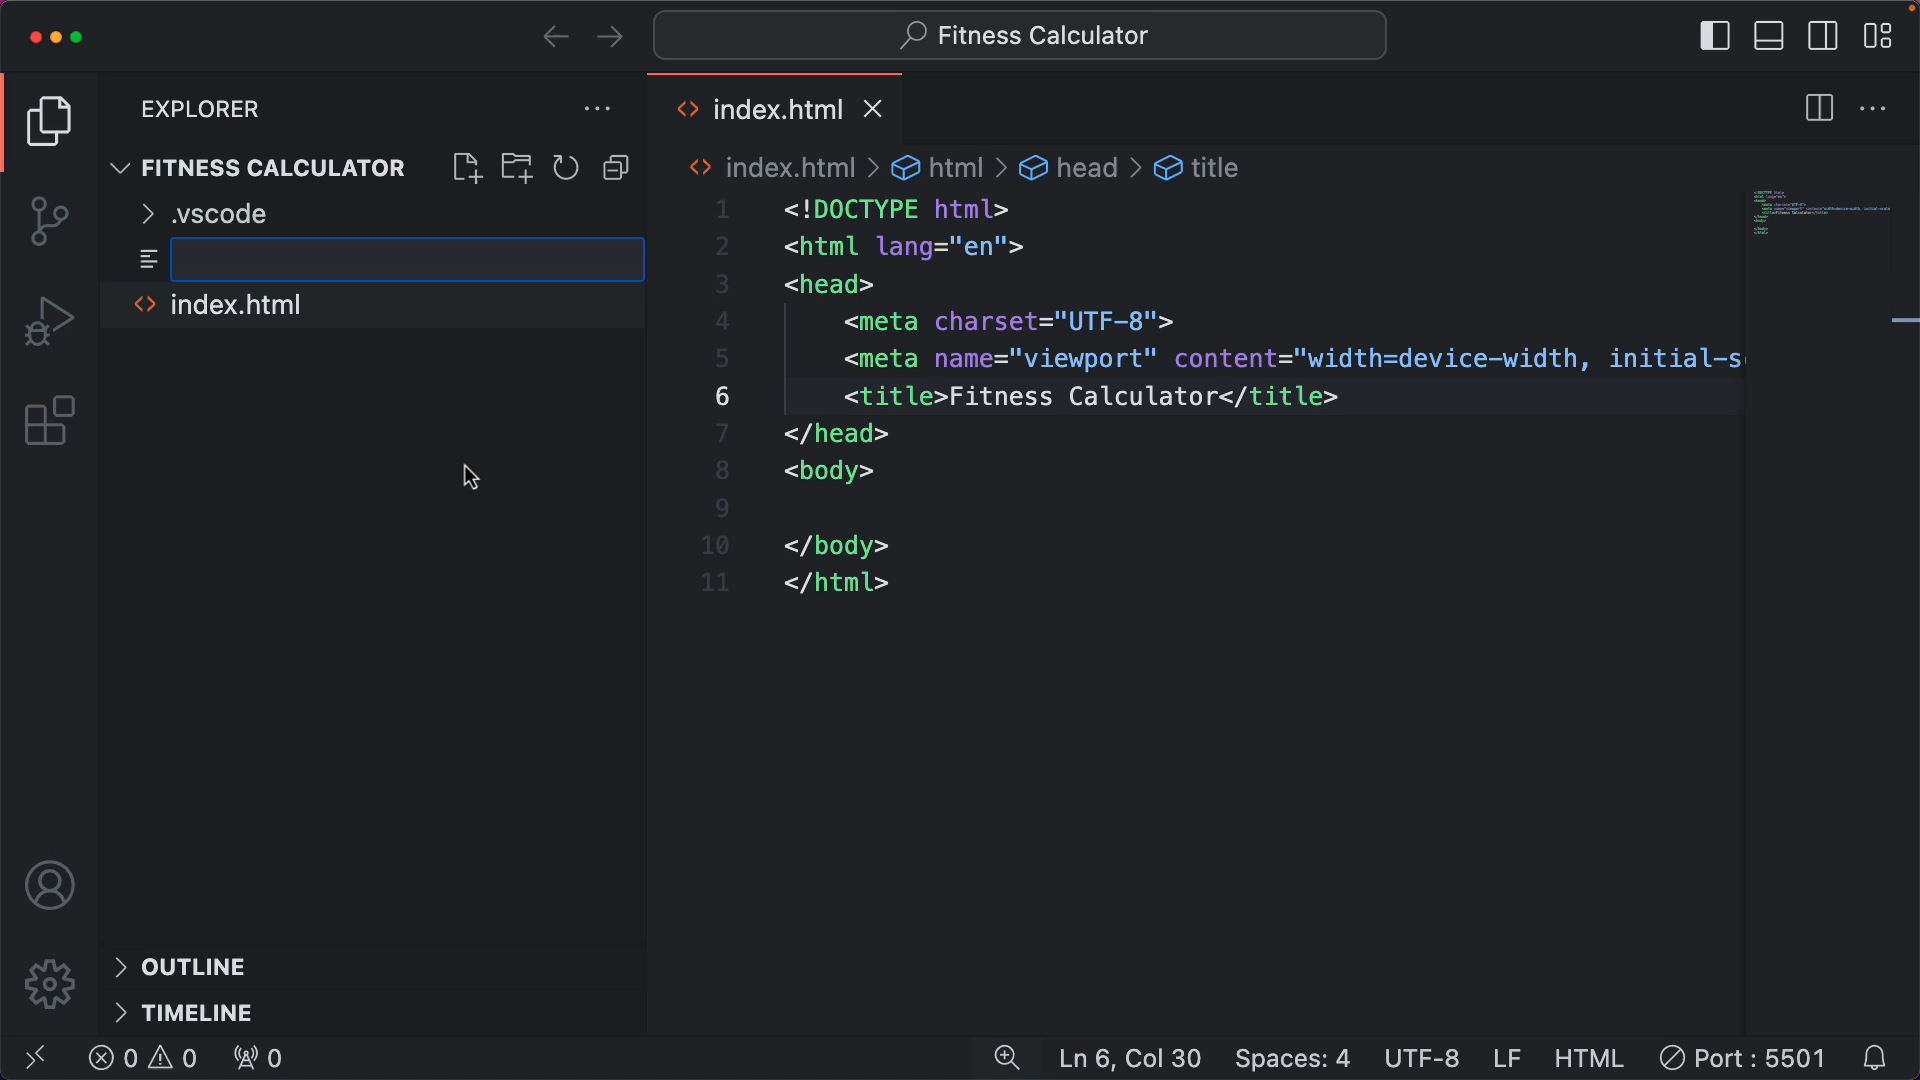 Fitness Calculator
EXPLORER
FITNESS CALCULATOR
.vscode
index.html
OUTLINE
TIMELINE
index.html
index.html > html > head > title
1 <!DOCTYPE html>
2 <html lang="en">
3 <head>
4 <meta charset="UTF-8">
5 <meta name="viewport" content="width=device-width, initial-s
6 <title>Fitness Calculator</title>
7 </head>
8 <body>
9
10 </body>
11 </html>
0 0 0 Ln 6, Col 30 Spaces: 4 UTF-8 LF HTML Port : 5501